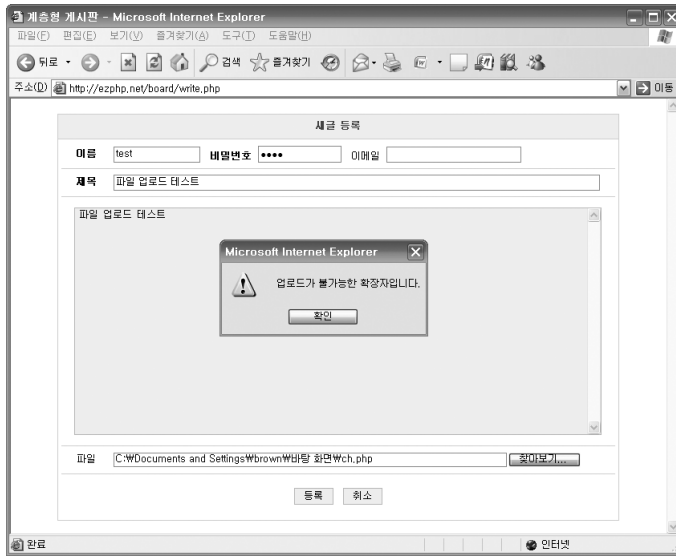 계층형 게시판 - Microsoft Internet Explorer
파일(F) 편집(E) 보기(V) 즐겨찾기(A) 도구(T) 도움말(H)
뒤로 검색 즐겨찾기
주소(D) http://ezphp.net/board/write.php 이동
새글 등록
이름 test 비밀번호 •••• 이메일
제목 파일 업로드 테스트
파일 업로드 테스트
Microsoft Internet Explorer
업로드가 불가능한 확장자입니다.
확인
파일 C:₩Documents and Settings₩brown₩바탕 화면₩ch.php 찾아보기...
등록 취소
완료 인터넷